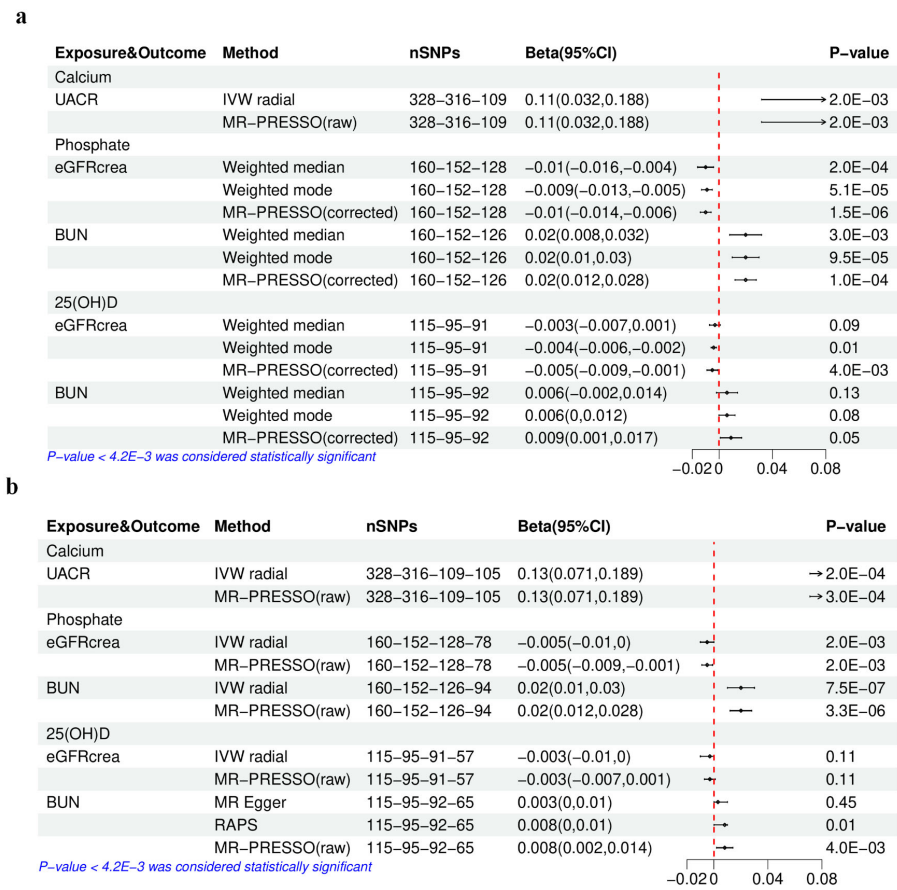 a
Exposure&Outcome Method nSNPs Beta(95%CI) P−value
Calcium
UACR IVW radial 328−316−109 0.11(0.032,0.188) 2.0E−03
MR−PRESSO(raw) 328−316−109 0.11(0.032,0.188) 2.0E−03
Phosphate
eGFRcrea Weighted median 160−152−128 −0.01(−0.016,−0.004) 2.0E−04
Weighted mode 160−152−128 −0.009(−0.013,−0.005) 5.1E−05
MR−PRESSO(corrected) 160−152−128 −0.01(−0.014,−0.006) 1.5E−06
BUN Weighted median 160−152−126 0.02(0.008,0.032) 3.0E−03
Weighted mode 160−152−126 0.02(0.01,0.03) 9.5E−05
MR−PRESSO(corrected) 160−152−126 0.02(0.012,0.028) 1.0E−04
25(OH)D
eGFRcrea Weighted median 115−95−91 −0.003(−0.007,0.001) 0.09
Weighted mode 115−95−91 −0.004(−0.006,−0.002) 0.01
MR−PRESSO(corrected) 115−95−91 −0.005(−0.009,−0.001) 4.0E−03
BUN Weighted median 115−95−92 0.006(−0.002,0.014) 0.13
Weighted mode 115−95−92 0.006(0,0.012) 0.08
MR−PRESSO(corrected) 115−95−92 0.009(0.001,0.017) 0.05
P−value < 4.2E−3 was considered statistically significant
−0.02 0 0.04 0.08
b
Exposure&Outcome Method nSNPs Beta(95%CI) P−value
Calcium
UACR IVW radial 328−316−109−105 0.13(0.071,0.189) 2.0E−04
MR−PRESSO(raw) 328−316−109−105 0.13(0.071,0.189) 3.0E−04
Phosphate
eGFRcrea IVW radial 160−152−128−78 −0.005(−0.01,0) 2.0E−03
MR−PRESSO(raw) 160−152−128−78 −0.005(−0.009,−0.001) 2.0E−03
BUN IVW radial 160−152−126−94 0.02(0.01,0.03) 7.5E−07
MR−PRESSO(raw) 160−152−126−94 0.02(0.012,0.028) 3.3E−06
25(OH)D
eGFRcrea IVW radial 115−95−91−57 −0.003(−0.01,0) 0.11
MR−PRESSO(raw) 115−95−91−57 −0.003(−0.007,0.001) 0.11
BUN MR Egger 115−95−92−65 0.003(0,0.01) 0.45
RAPS 115−95−92−65 0.008(0,0.01) 0.01
MR−PRESSO(raw) 115−95−92−65 0.008(0.002,0.014) 4.0E−03
P−value < 4.2E−3 was considered statistically significant
−0.02 0 0.04 0.08